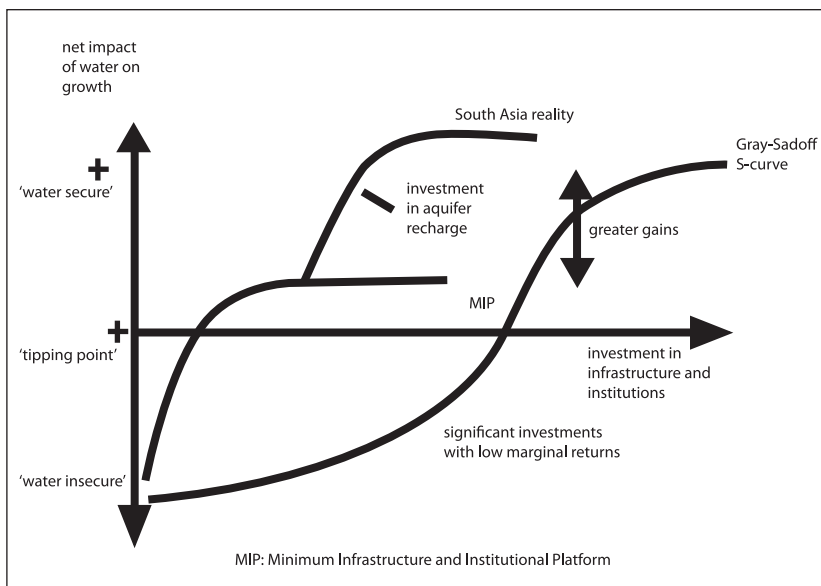 net impact
of water on
growth
South Asia reality
Gray-Sadoff
S-curve
+
'water secure'
investment
in aquifer
recharge
greater gains
MIP
+
'tipping point'
investment in
infrastructure and
institutions
significant investments
with low marginal returns
'water insecure'
MIP: Minimum Infrastructure and Institutional Platform